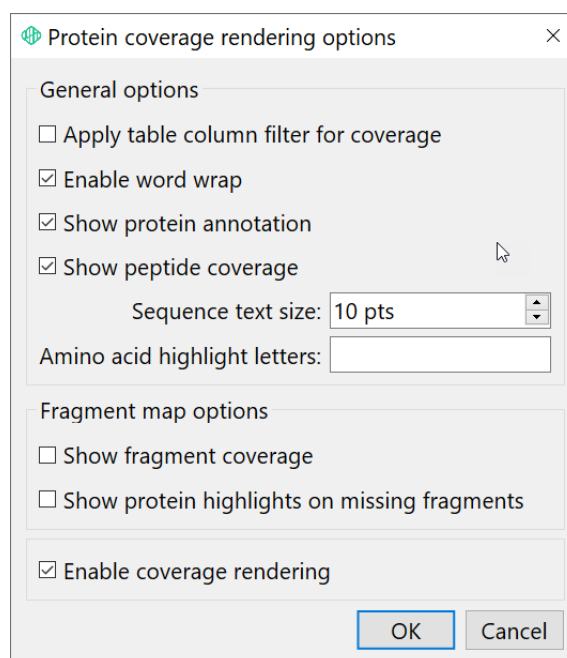 Protein coverage rendering options
General options
Apply table column filter for coverage
Enable word wrap
Show protein annotation
Show peptide coverage
Sequence text size: 10 pts
Amino acid highlight letters:
Fragment map options
Show fragment coverage
Show protein highlights on missing fragments
Enable coverage rendering
OK Cancel